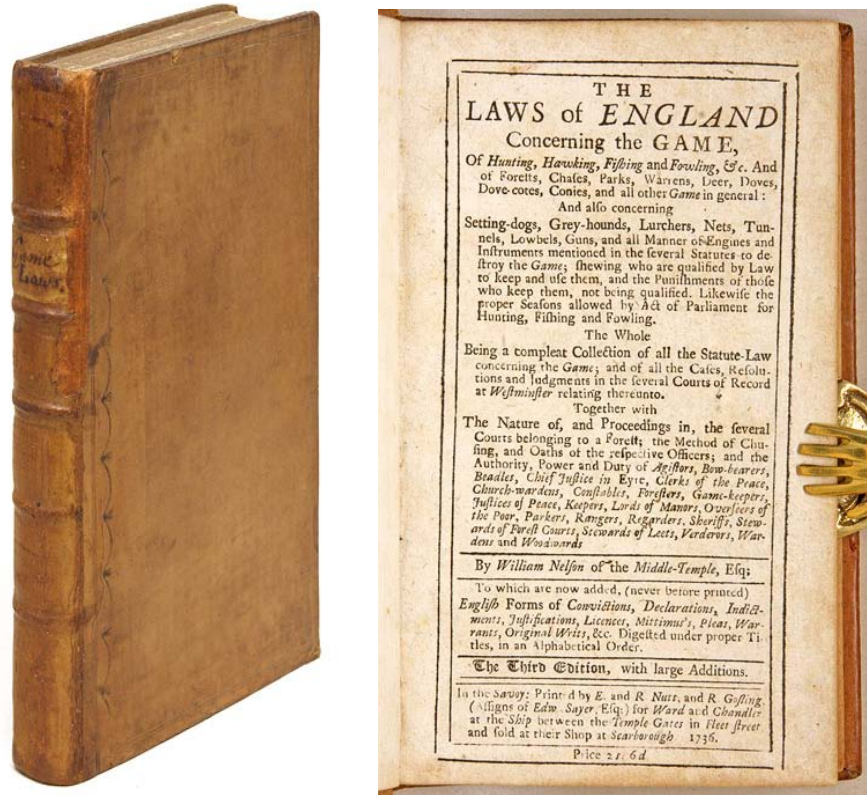 Game
Laws.
THE
LAWS of ENGLAND
Concerning the GAME,
Of Hunting, Hawking, Fiſhing and Fowling, &c. And
of Foreſts, Chaſes, Parks, Warrens, Deer, Doves,
Dove-cotes, Conies, and all other Game in general:
And alſo concerning
Setting-dogs, Grey-hounds, Lurchers, Nets, Tun-
nels, Lowbels, Guns, and all Manner of Engines and
Inſtruments mentioned in the ſeveral Statutes to de-
ſtroy the Game; ſhewing who are qualified by Law
to keep and uſe them, and the Puniſhments of thoſe
who keep them, not being qualified. Likewiſe the
proper Seaſons allowed by Act of Parliament for
Hunting, Fiſhing and Fowling.
The Whole
Being a compleat Collection of all the Statute-Law
concerning the Game; and of all the Caſes, Reſolu-
tions and Judgments in the ſeveral Courts of Record
at Weſtminſter relating thereunto.
Together with
The Nature of, and Proceedings in, the ſeveral
Courts belonging to a Foreſt; the Method of Chu-
ſing, and Oaths of the reſpective Officers; and the
Authority, Power and Duty of Agiſtors, Bow-bearers,
Beadles, Chief Juſtice in Eyre, Clerks of the Peace,
Church-wardens, Conſtables, Foreſters, Game-keepers,
Juſtices of Peace, Keepers, Lords of Manors, Overſeers of
the Poor, Parkers, Rangers, Regarders, Sheriffs, Stew-
ards of Foreſt Courts, Stewards of Leets, Verderors, War-
dens and Woodwards
By William Nelſon of the Middle-Temple, Eſq;
To which are now added, (never before printed)
Engliſh Forms of Convictions, Declarations, Indict-
ments, Juſtifications, Licences, Mittimus's, Pleas, War-
rants, Original Writs, &c. Digeſted under proper Ti-
tles, in an Alphabetical Order.
The Third Edition, with large Additions.
In the Savoy: Printed by E. and R. Nutt, and R. Goſling,
(Aſſigns of Edw. Sayer, Eſq;) for Ward and Chandler
at the Ship between the Temple Gates in Fleet ſtreet
and ſold at their Shop at Scarborough 1736.
Price 2s. 6d